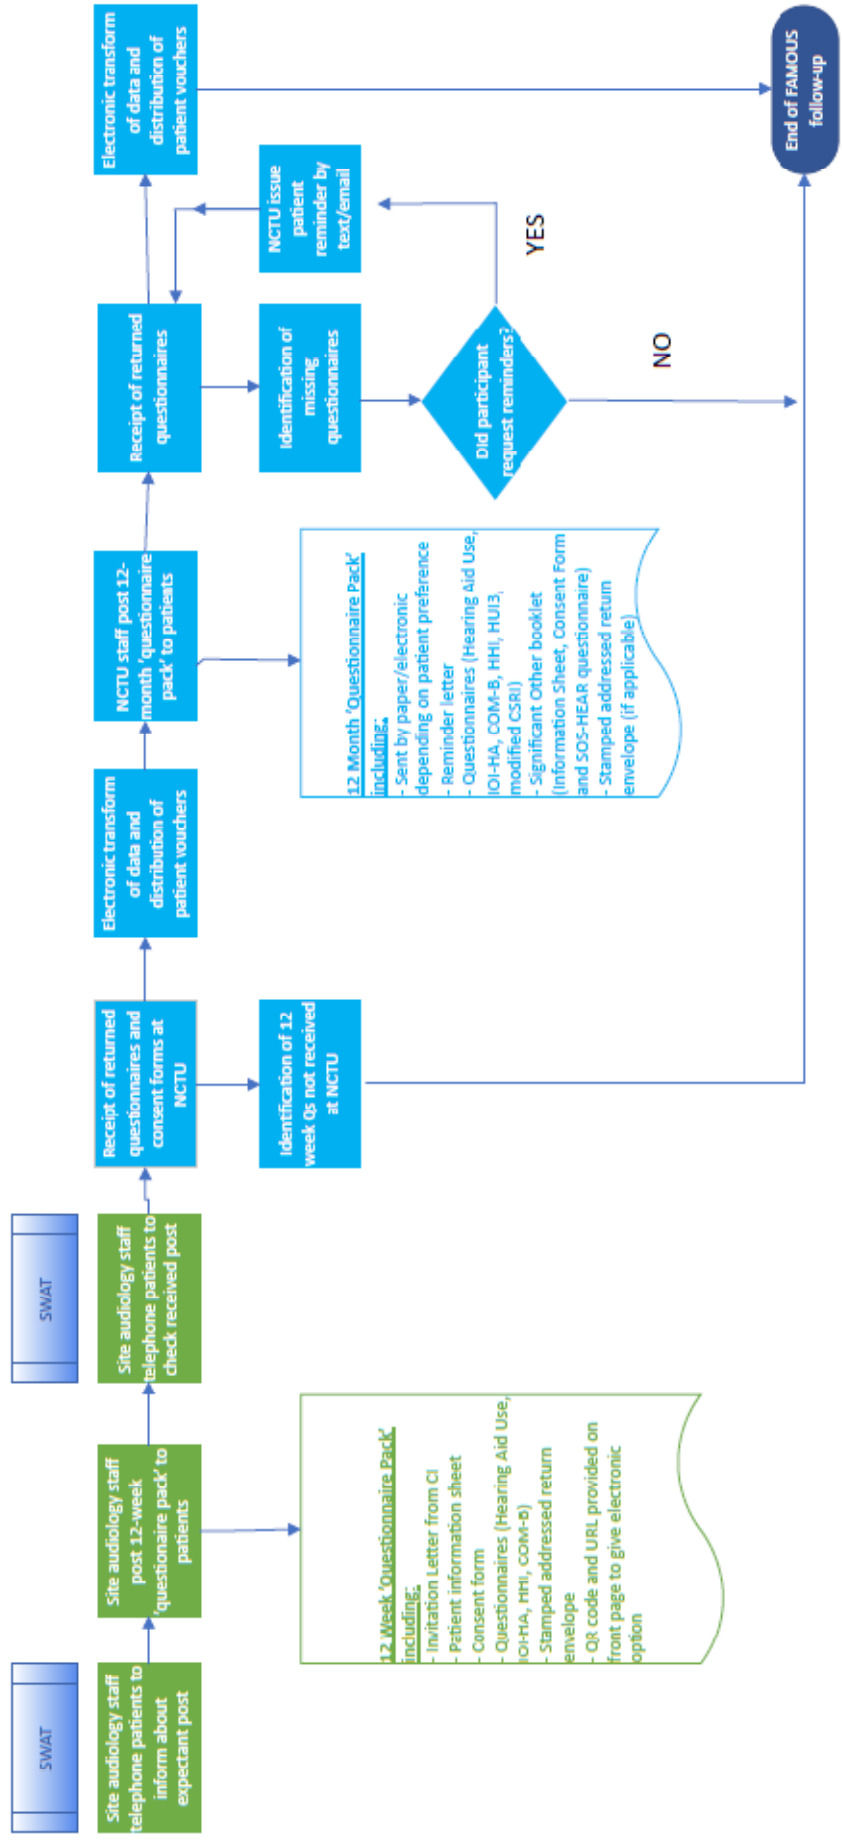 SWAT
SWAT
Site audiology staff
telephone patients to
inform about
expectant post
Site audiology staff
post 12-week
'questionaire pack' to
patients
Site audiology staff
telephone patients to
check received post
Receipt of returned
questionnaires and
consent forms at
NCTU
Electronic transform
of data and
distribution of
patient vouchers
NCTU staff post 12-
month 'questionnaire
pack' to patients
Receipt of returned
questionnaires
Electronic transform
of data and
distribution of
patient vouchers
Identification of 12
week Qs not received
at NCTU
Identification of
missing
questionnaires
NCTU issue
patient
reminder by
text/email
12 Week 'Questionnaire Pack'
including:
- Invitation Letter from CI
- Patient information sheet
- Consent form
- Questionnaires (Hearing Aid Use,
IOI-HA, HHI, COM-B)
- Stamped addressed return
envelope
- QR code and URL provided on
front page to give electronic
option
12 Month 'Questionnaire Pack'
including:
- Sent by paper/electronic
depending on patient preference
- Reminder letter
- Questionnaires (Hearing Aid Use,
IOI-HA, COM-B, HHI, HUI3,
modified CSRI)
- Significant Other booklet
(Information Sheet, Consent Form
and SOS-HEAR questionnaire)
- Stamped addressed return
envelope (if applicable)
Did participant
request reminders?
YES
NO
End of FAMOUS
follow-up